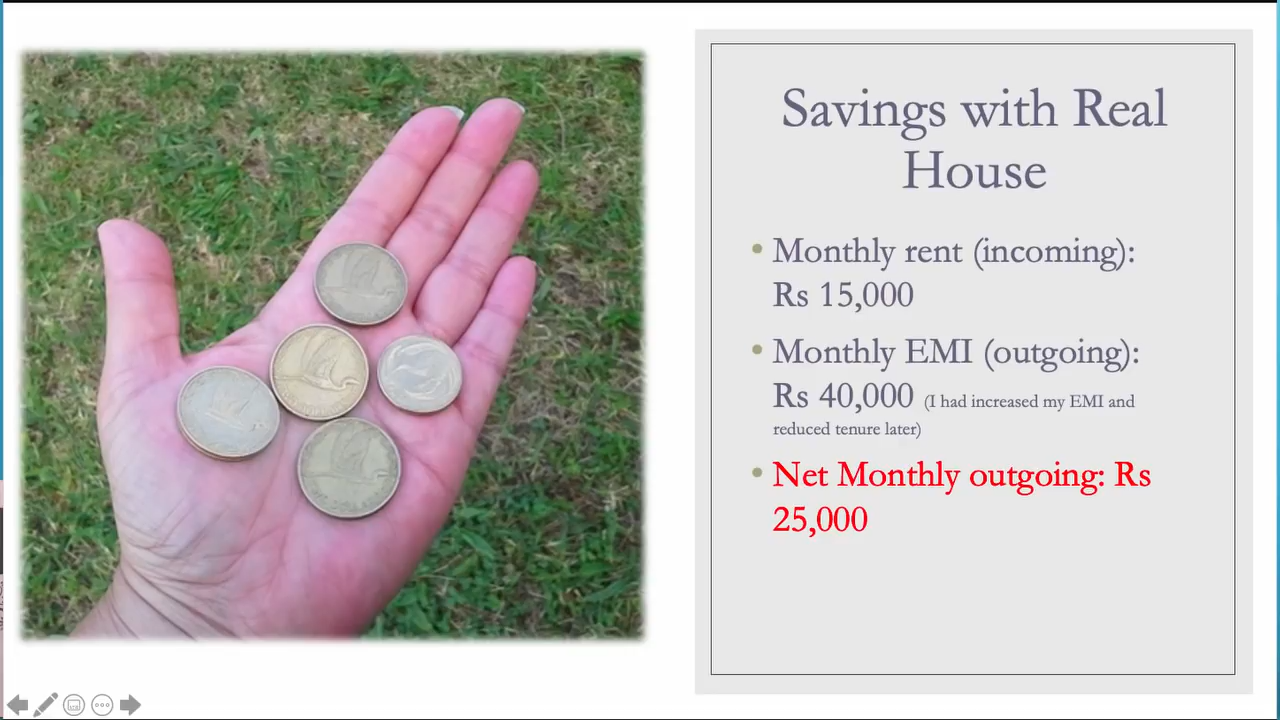 Savings with Real
House
• Monthly rent (incoming):
Rs 15,000
• Monthly EMI (outgoing):
Rs 40,000 (I had increased my EMI and
reduced tenure later)
• Net Monthly outgoing: Rs
25,000